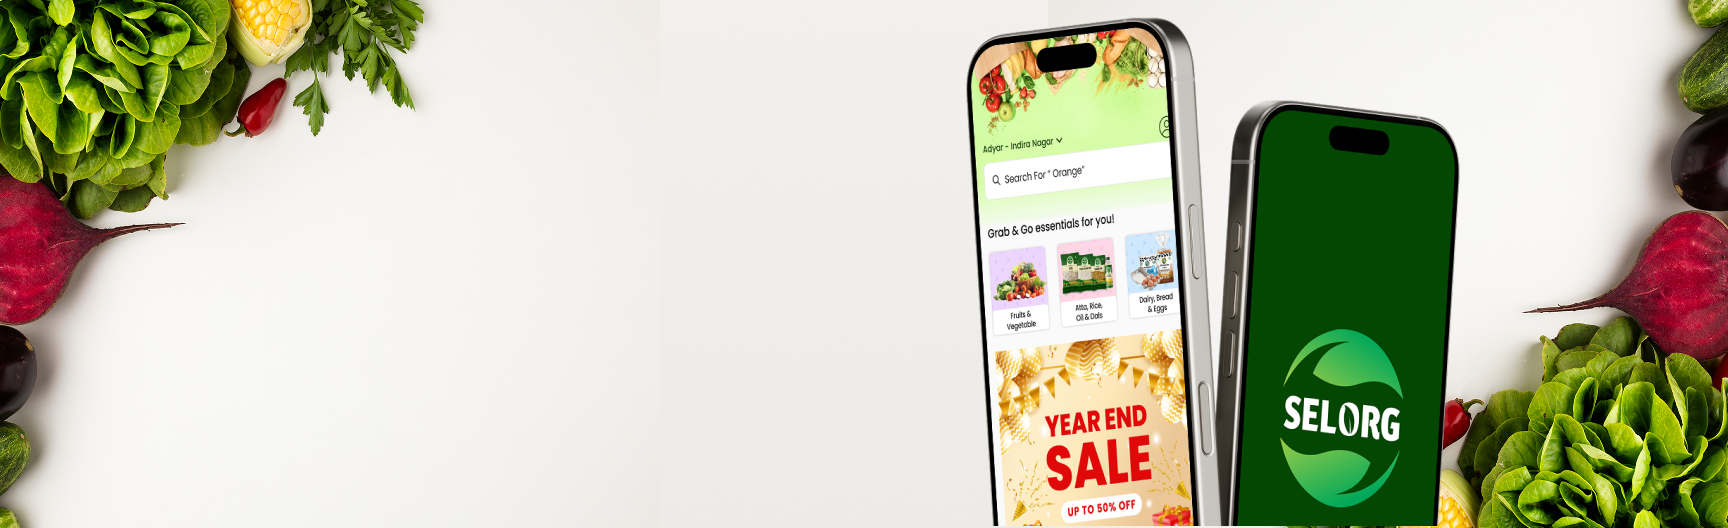 Adyar - Indira Nagar
Search For " Orange"
Grab & Go essentials for you!
Fruits &
Vegetable
Atta, Rice,
Oil & Dals
Dairy, Bread
& Eggs
YEAR END
SALE
UP TO 50% OFF
SELORG